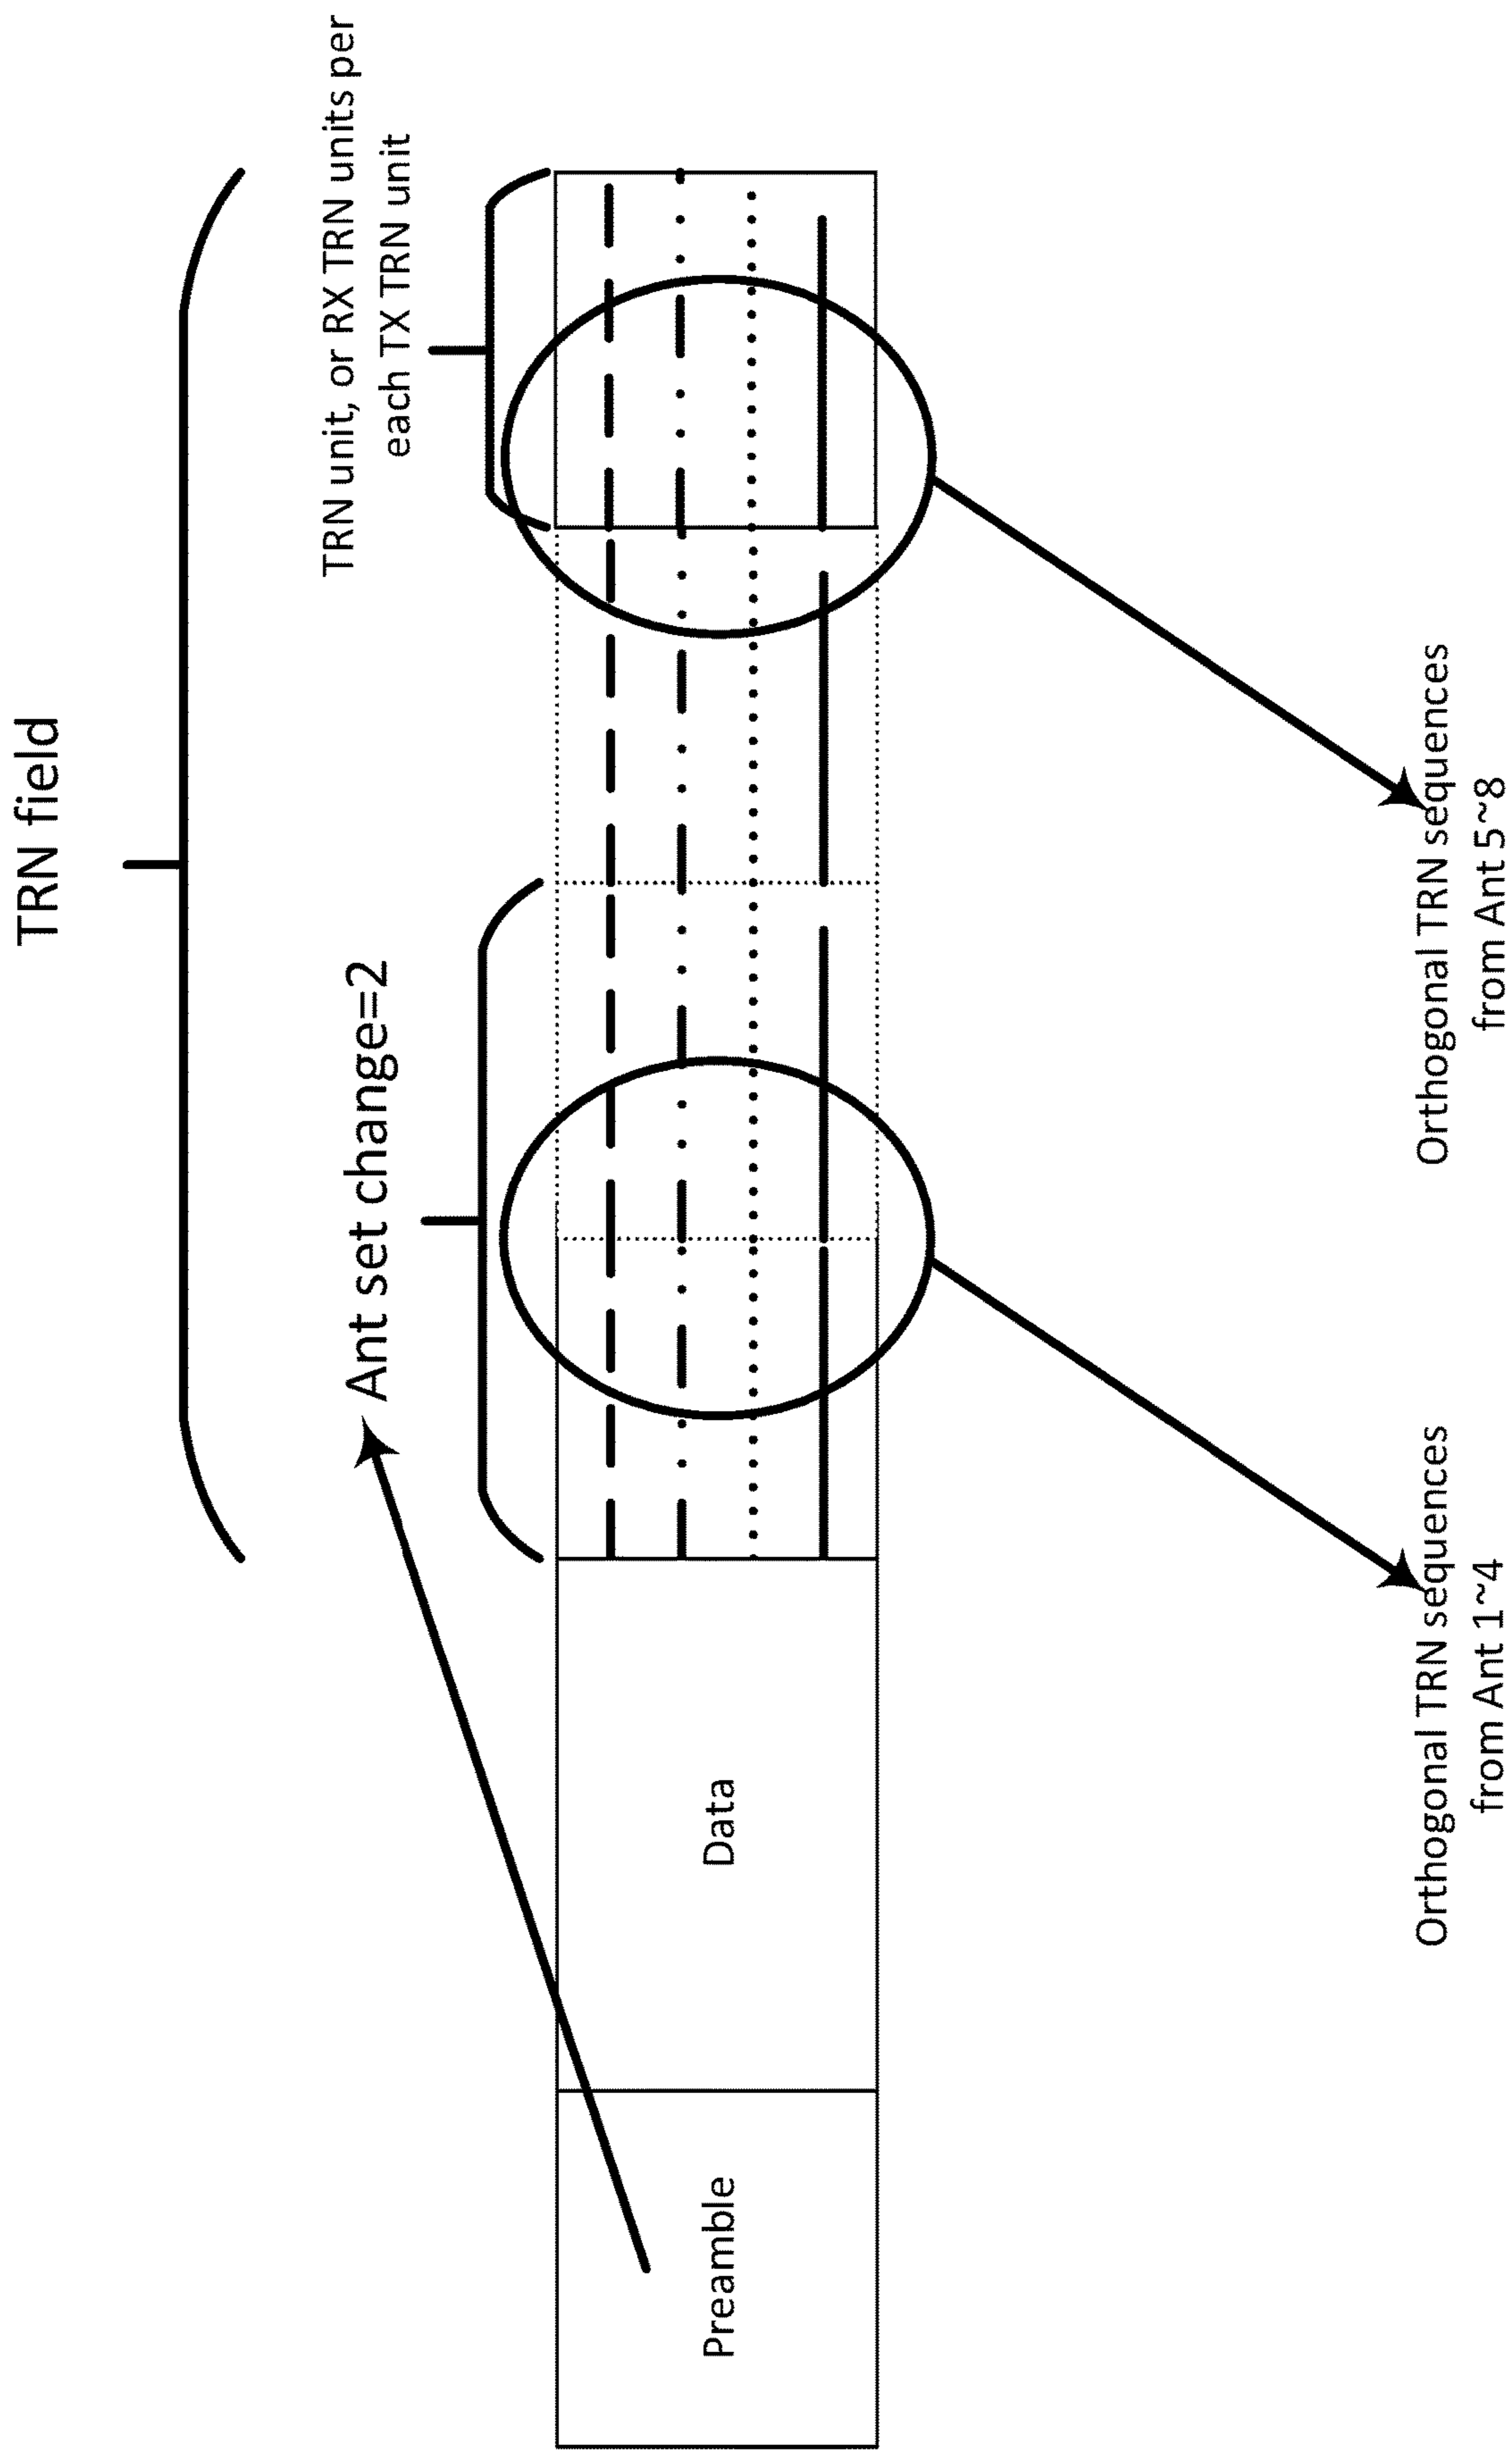 TRN field
TRN unit, or RX TRN units per
each TX TRN unit
Ant set change=2
Preamble
Data
Orthogonal TRN sequences
from Ant 1~4
Orthogonal TRN sequences
from Ant 5~8